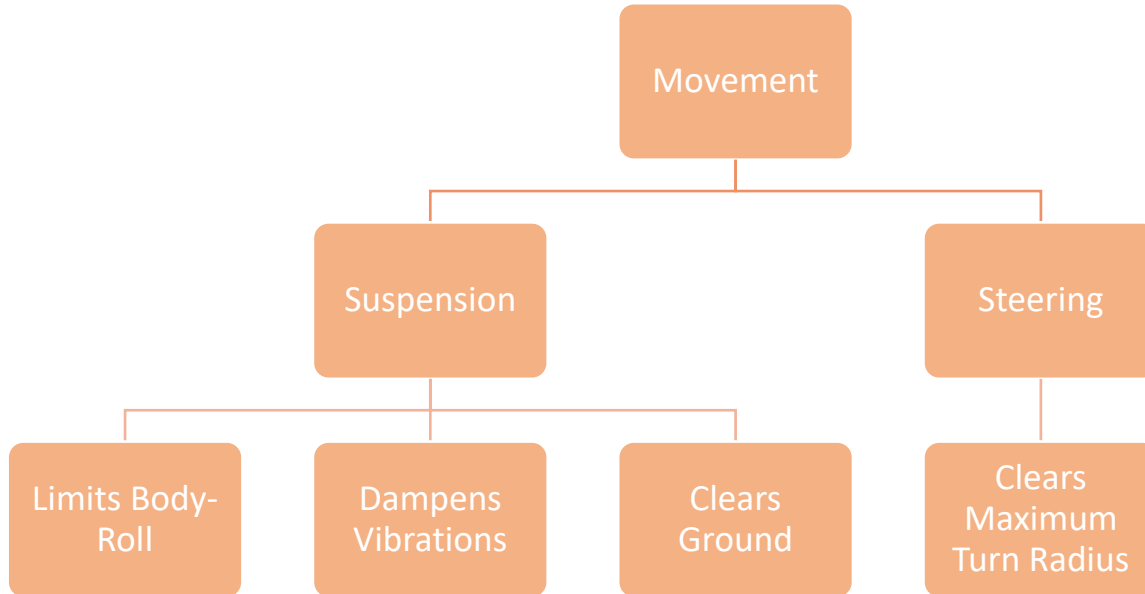 Movement
Suspension
Steering
Limits Body-
Roll
Dampens
Vibrations
Clears
Ground
Clears
Maximum
Turn Radius